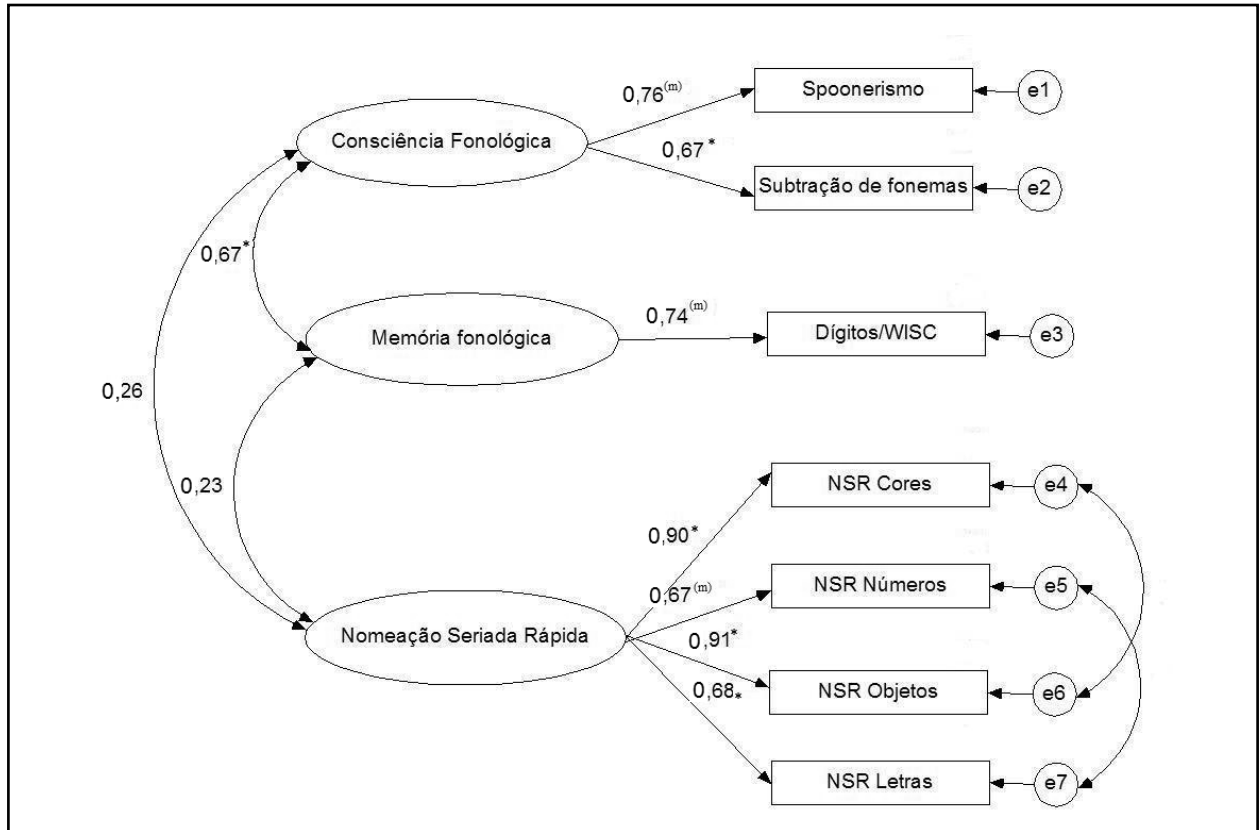 0,76(m)
Spoonerismo
e1
Consciência Fonológica
0,67*
Subtração de fonemas
e2
0,67*
Memória fonológica
0,74(m)
Dígitos/WISC
e3
0,26
0,23
NSR Cores
e4
0,90*
0,67(m)
NSR Números
e5
Nomeação Seriada Rápida
0,91*
NSR Objetos
e6
0,68*
NSR Letras
e7